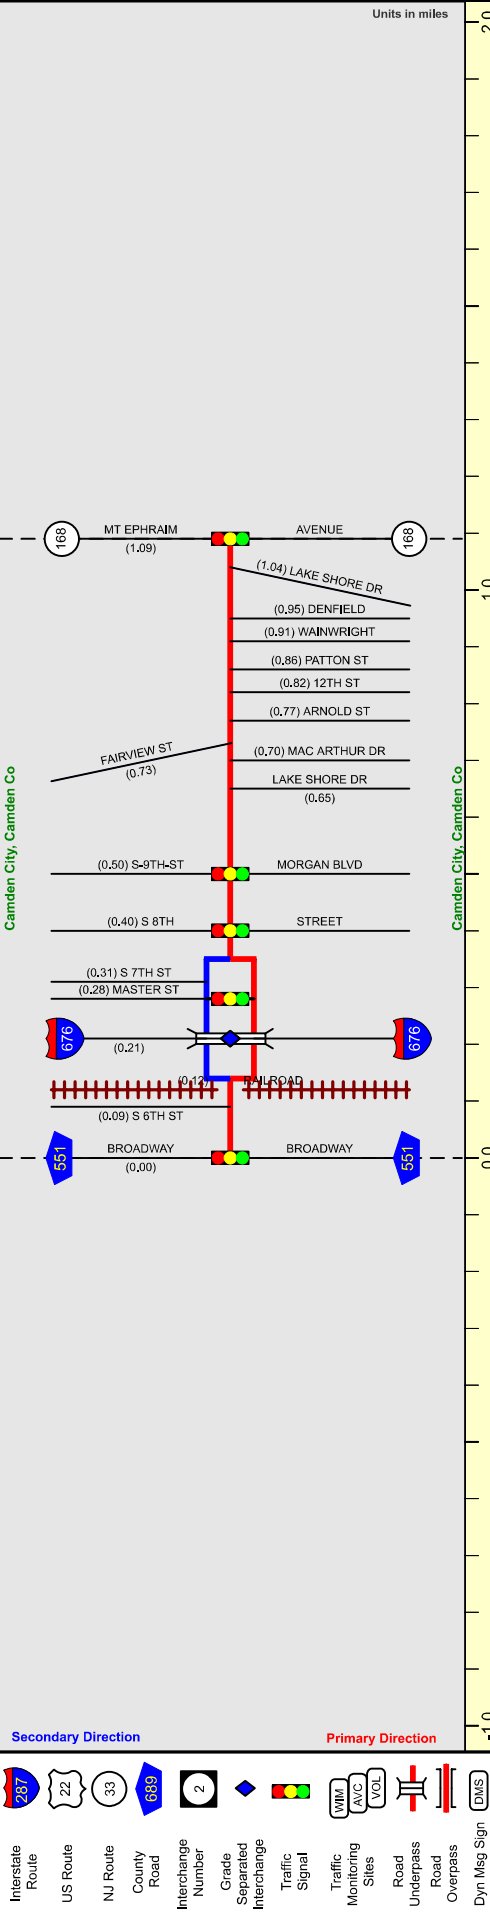 Units in miles
2.0
168
MT EPHRAIM
AVENUE
168
(1.09)
(1.04) LAKE SHORE DR
1.0
(0.95) DENFIELD
(0.91) WAINWRIGHT
(0.86) PATTON ST
(0.82) 12TH ST
(0.77) ARNOLD ST
FAIRVIEW ST
(0.73)
(0.70) MAC ARTHUR DR
LAKE SHORE DR
(0.65)
Camden City, Camden Co
Camden City, Camden Co
(0.50) S-9TH-ST
MORGAN BLVD
(0.40) S 8TH
STREET
(0.31) S 7TH ST
(0.28) MASTER ST
676
(0.21)
676
(0.12)
RAILROAD
(0.09) S 6TH ST
551
BROADWAY
(0.00)
BROADWAY
551
0.0
Secondary Direction
Primary Direction
-1.0
287
22
33
689
2
WIM
AVC
VOL
DMS
Interstate
Route
US Route
NJ Route
County
Road
Interchange
Number
Grade
Separated
Interchange
Traffic
Signal
Traffic
Monitoring
Sites
Road
Underpass
Road
Overpass
Dyn Msg Sign